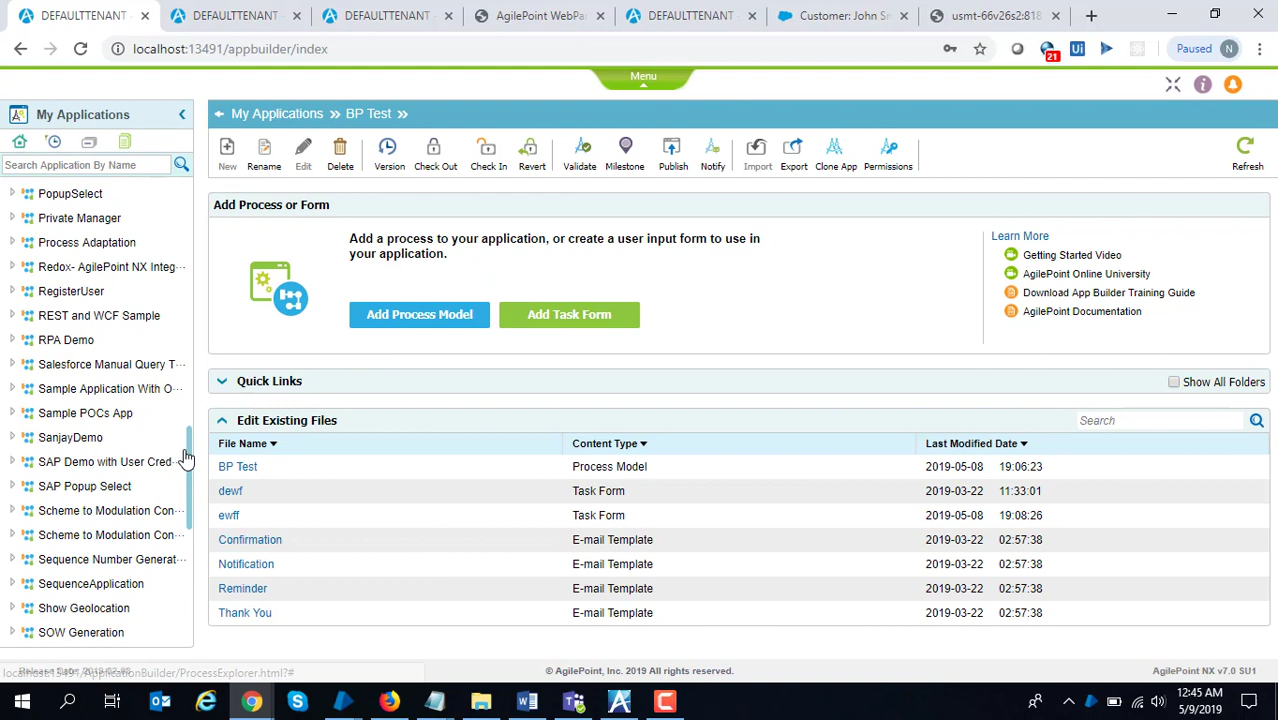 DEFAULTTENANT -
DEFAULTTENANT -
DEFAULTTENANT -
AgilePoint WebPa
DEFAULTTENANT -
Customer: John Sm
usmt-66v26s2:818
localhost:13491/appbuilder/index
21
Ui
Paused
N
Menu
My Applications
Search Application By Name
PopupSelect
Private Manager
Process Adaptation
Redox- AgilePoint NX Integ···
RegisterUser
REST and WCF Sample
RPA Demo
Salesforce Manual Query T···
Sample Application With O···
Sample POCs App
SanjayDemo
SAP Demo with User Cred···
SAP Popup Select
Scheme to Modulation Con···
Scheme to Modulation Con···
Sequence Number Generat···
SequenceApplication
Show Geolocation
SOW Generation
My Applications » BP Test »
New
Rename
Edit
Delete
Version
Check Out
Check In
Revert
Validate
Milestone
Publish
Notify
Import
Export
Clone App
Permissions
Refresh
Add Process or Form
Add a process to your application, or create a user input form to use in
your application.
Add Process Model
Add Task Form
Learn More
Getting Started Video
AgilePoint Online University
Download App Builder Training Guide
AgilePoint Documentation
Quick Links
Show All Folders
Edit Existing Files
Search
File Name
Content Type
Last Modified Date
BP Test Process Model 2019-05-08 19:06:23
dewf Task Form 2019-03-22 11:33:01
ewff Task Form 2019-05-08 19:08:26
Confirmation E-mail Template 2019-03-22 02:57:38
Notification E-mail Template 2019-03-22 02:57:38
Reminder E-mail Template 2019-03-22 02:57:38
Thank You E-mail Template 2019-03-22 02:57:38
localhost:13491/ApplicationBuilder/ProcessExplorer.html?#
© AgilePoint, Inc. 2019 All rights reserved.
AgilePoint NX v7.0 SU1
12:45 AM
5/9/2019